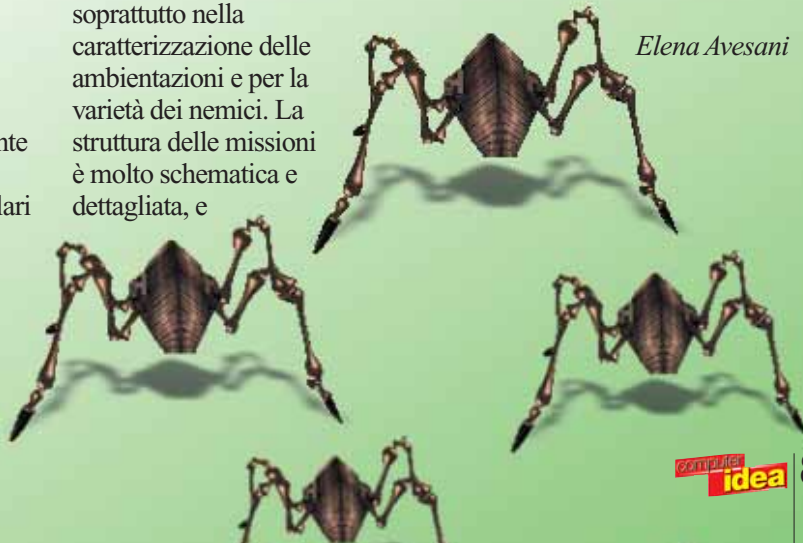 nte
lari
soprattutto nella
caratterizzazione delle
ambientazioni e per la
varietà dei nemici. La
struttura delle missioni
è molto schematica e
dettagliata, e
Elena Avesani
computer
idea